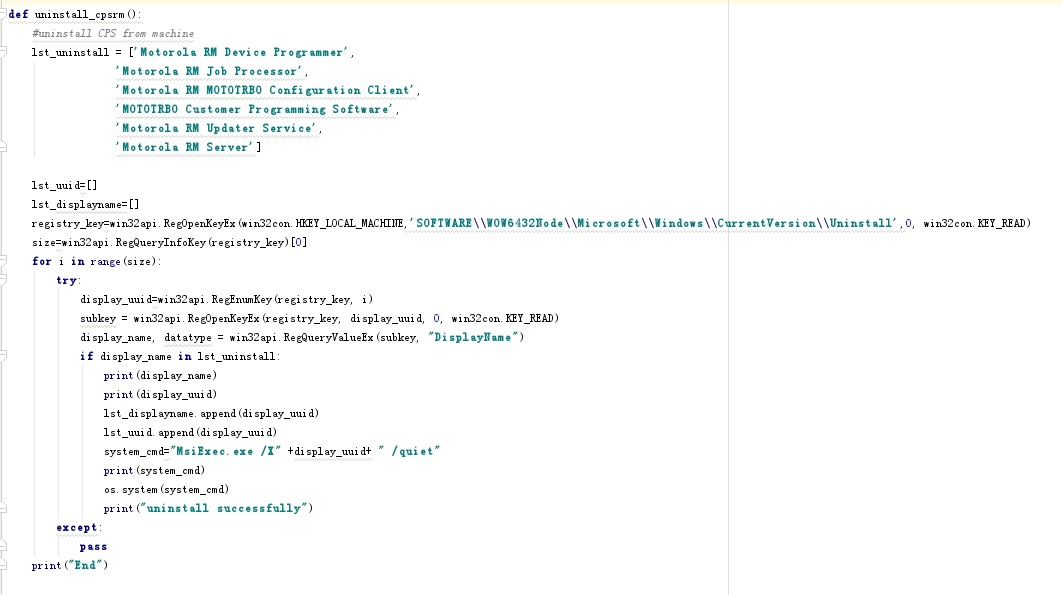 def uninstall_cpsrm():
#uninstall CPS from machine
lst_uninstall = ['Motorola RM Device Programmer',
'Motorola RM Job Processor',
'Motorola RM MOTOTRBO Configuration Client',
'MOTOTRBO Customer Programming Software',
'Motorola RM Updater Service',
'Motorola RM Server']
lst_uuid=[]
lst_displayname=[]
registry_key=win32api.RegOpenKeyEx(win32con.HKEY_LOCAL_MACHINE,'SOFTWARE\\WOW6432Node\\Microsoft\\Windows\\CurrentVersion\\Uninstall',0, win32con.KEY_READ)
size=win32api.RegQueryInfoKey(registry_key)[0]
for i in range(size):
try:
display_uuid=win32api.RegEnumKey(registry_key, i)
subkey = win32api.RegOpenKeyEx(registry_key, display_uuid, 0, win32con.KEY_READ)
display_name, datatype = win32api.RegQueryValueEx(subkey, "DisplayName")
if display_name in lst_uninstall:
print(display_name)
print(display_uuid)
lst_displayname.append(display_uuid)
lst_uuid.append(display_uuid)
system_cmd="MsiExec.exe /X" +display_uuid+ " /quiet"
print(system_cmd)
os.system(system_cmd)
print("uninstall successfully")
except:
pass
print("End")